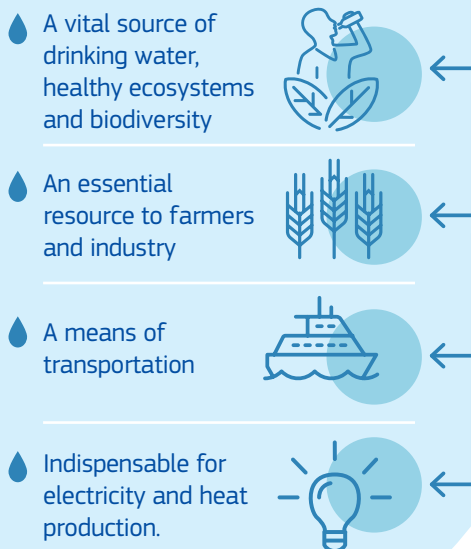 A vital source of
drinking water,
healthy ecosystems
and biodiversity
An essential
resource to farmers
and industry
A means of
transportation
Indispensable for
electricity and heat
production.